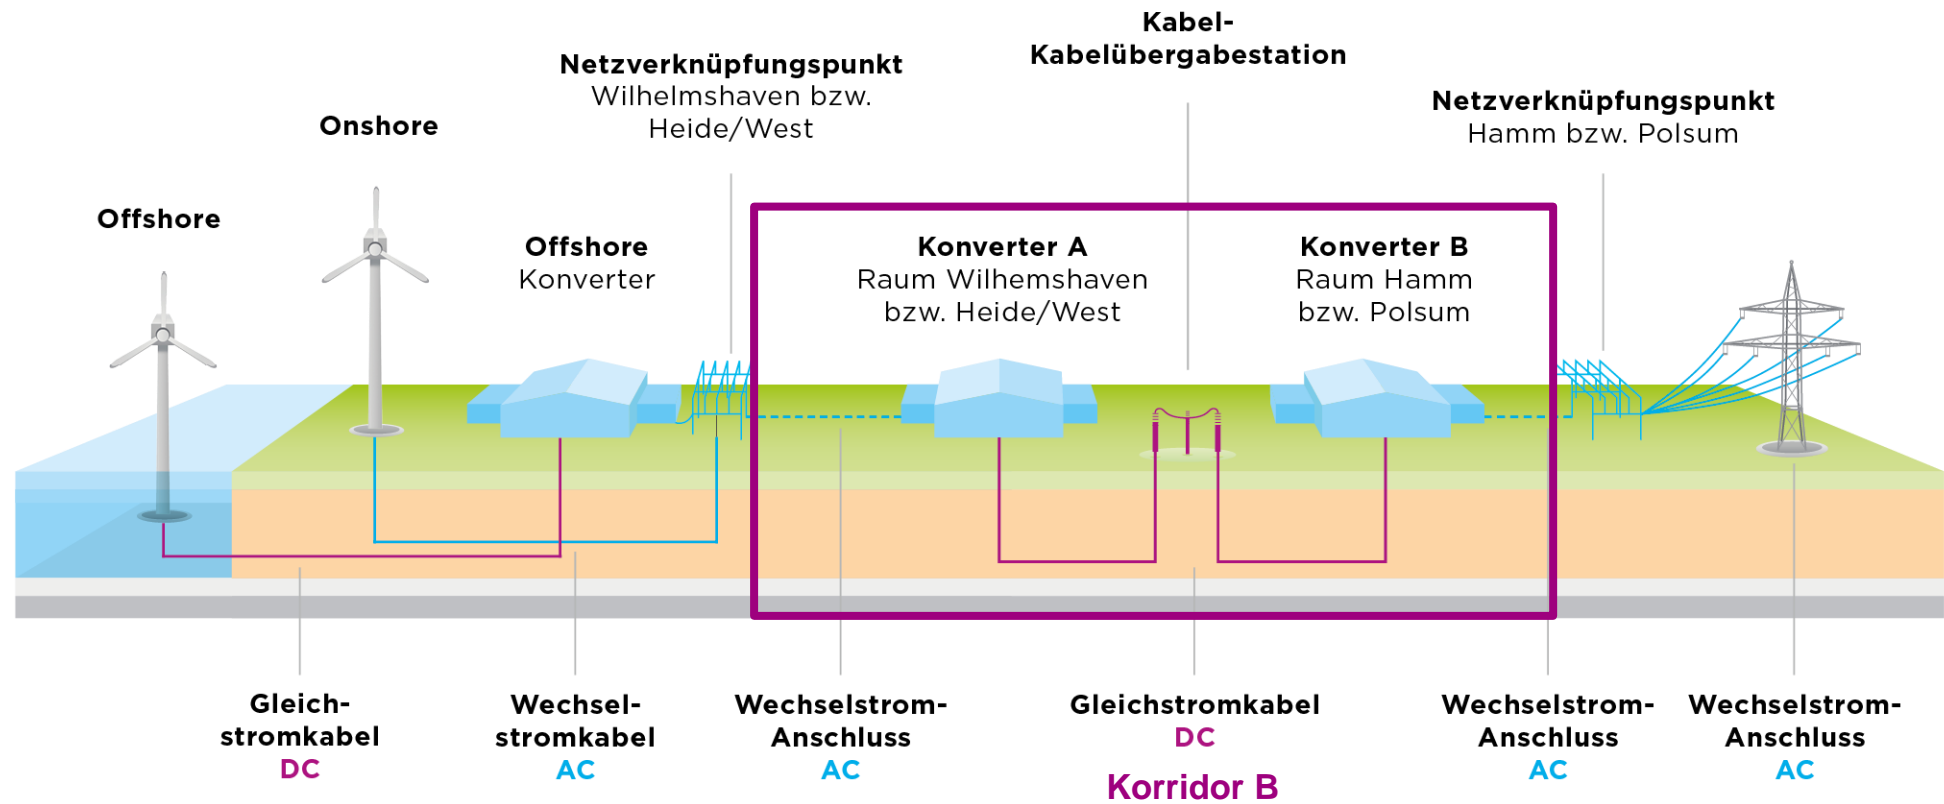 Kabel-
Kabelübergabestation
Netzverknüpfungspunkt
Wilhelmshaven bzw.
Heide/West
Netzverknüpfungspunkt
Hamm bzw. Polsum
Onshore
Offshore
Offshore
Konverter
Konverter A
Raum Wilhemshaven
bzw. Heide/West
Konverter B
Raum Hamm
bzw. Polsum
Gleich-
stromkabel
DC
Wechsel-
stromkabel
AC
Wechselstrom-
Anschluss
AC
Gleichstromkabel
DC
Korridor B
Wechselstrom-
Anschluss
AC
Wechselstrom-
Anschluss
AC